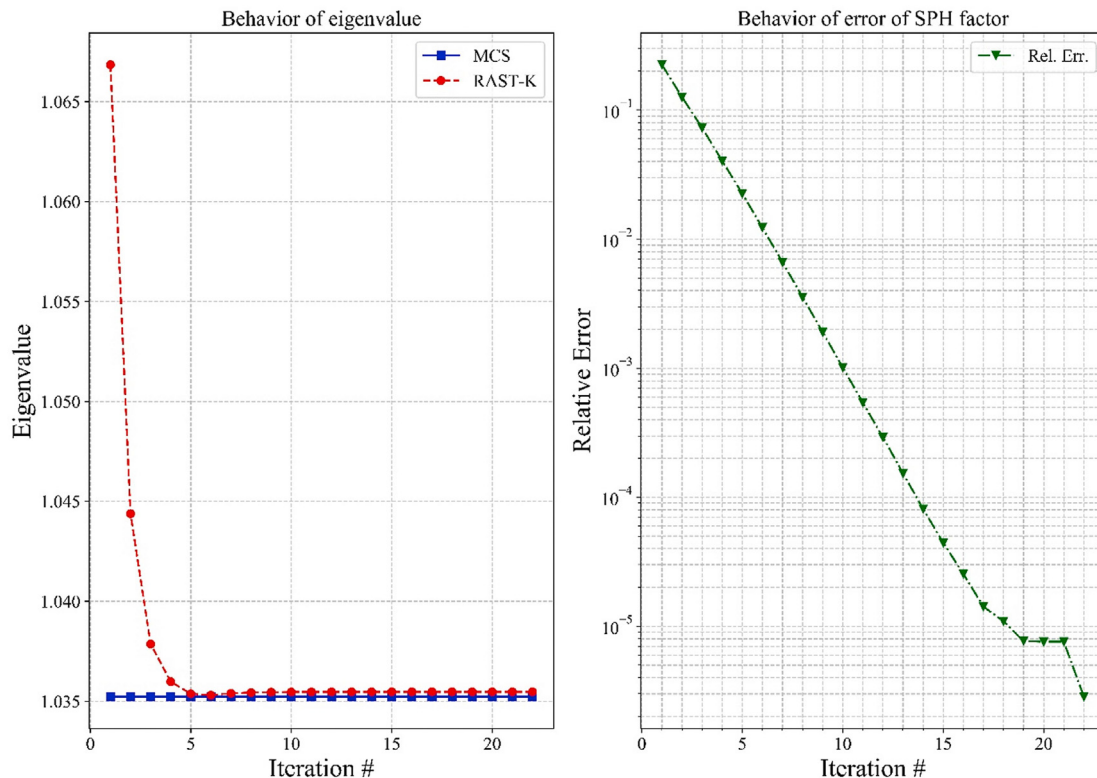 Behavior of eigenvalue
MCS
RAST-K
1.065
1.060
1.055
1.050
1.045
1.040
1.035
Eigenvalue
0
5
10
15
20
Iteration #
Behavior of error of SPH factor
Rel. Err.
10⁻¹
10⁻²
10⁻³
10⁻⁴
10⁻⁵
Relative Error
0
5
10
15
20
Iteration #